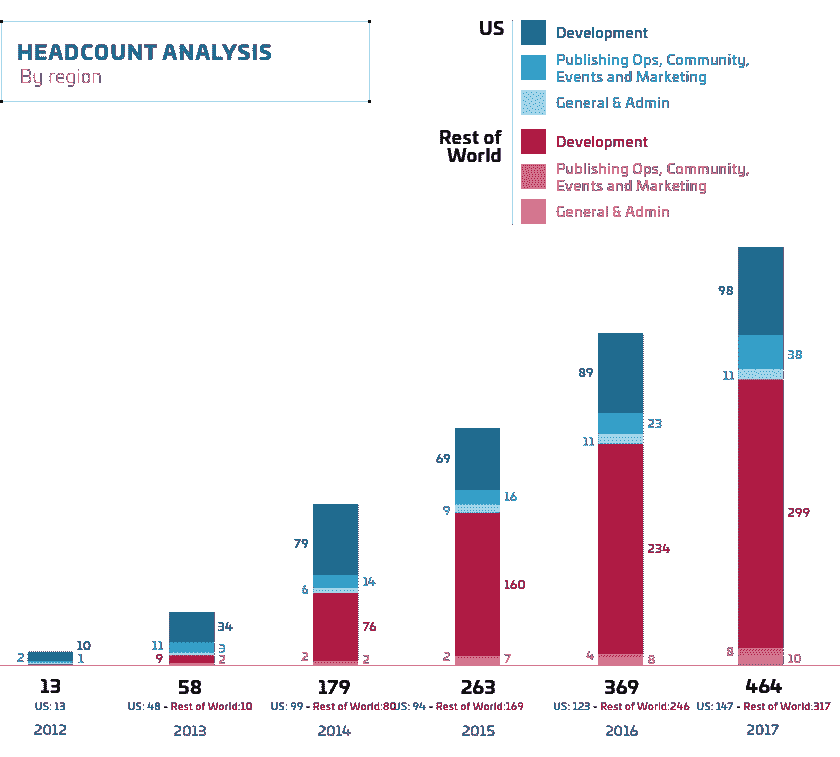 HEADCOUNT ANALYSIS
By region
US
Development
Publishing Ops, Community,
Events and Marketing
General & Admin
Rest of
World
Development
Publishing Ops, Community,
Events and Marketing
General & Admin
98
38
11
299
10
89
23
11
234
4
8
69
16
9
160
2
7
79
14
6
76
2
2
34
11
3
9
2
10
2
1
13
58
179
263
369
464
US: 13
US: 48 - Rest of World:10
US: 99 - Rest of World:80
US: 94 - Rest of World:169
US: 123 - Rest of World:246
US: 147 - Rest of World:317
2012
2013
2014
2015
2016
2017